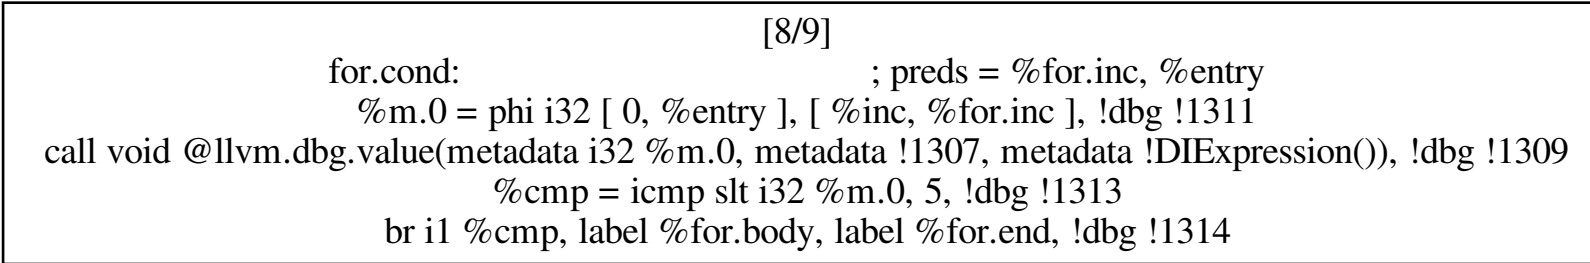 [8/9]
for.cond: ; preds = %for.inc, %entry
%m.0 = phi i32 [ 0, %entry ], [ %inc, %for.inc ], !dbg !1311
call void @llvm.dbg.value(metadata i32 %m.0, metadata !1307, metadata !DIExpression()), !dbg !1309
%cmp = icmp slt i32 %m.0, 5, !dbg !1313
br i1 %cmp, label %for.body, label %for.end, !dbg !1314